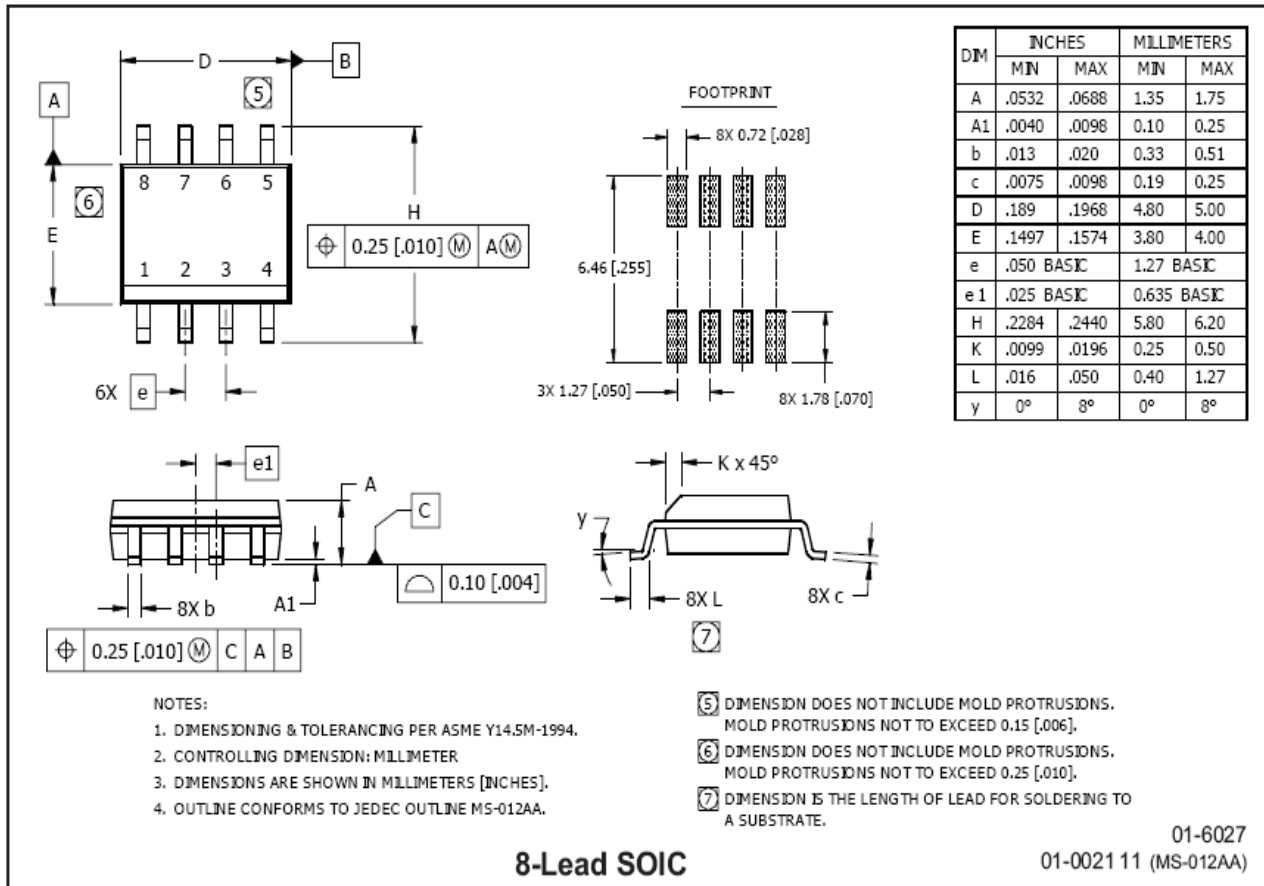 D
B
5
A
8 7 6 5
6
E
H
⌖ 0.25 [.010] Ⓜ AⓂ
1 2 3 4
6X e
FOOTPRINT
8X 0.72 [.028]
6.46 [.255]
3X 1.27 [.050]
8X 1.78 [.070]
DIM INCHES MILLIMETERS
MIN MAX MIN MAX
A .0532 .0688 1.35 1.75
A1 .0040 .0098 0.10 0.25
b .013 .020 0.33 0.51
c .0075 .0098 0.19 0.25
D .189 .1968 4.80 5.00
E .1497 .1574 3.80 4.00
e .050 BASIC 1.27 BASIC
e1 .025 BASIC 0.635 BASIC
H .2284 .2440 5.80 6.20
K .0099 .0196 0.25 0.50
L .016 .050 0.40 1.27
y 0° 8° 0° 8°
e1
A
C
⌓ 0.10 [.004]
8X b
A1
⌖ 0.25 [.010] Ⓜ C A B
K x 45°
y
8X L
8X c
7
NOTES:
1. DIMENSIONING & TOLERANCING PER ASME Y14.5M-1994.
2. CONTROLLING DIMENSION: MILLIMETER
3. DIMENSIONS ARE SHOWN IN MILLIMETERS [INCHES].
4. OUTLINE CONFORMS TO JEDEC OUTLINE MS-012AA.
5 DIMENSION DOES NOT INCLUDE MOLD PROTRUSIONS.
MOLD PROTRUSIONS NOT TO EXCEED 0.15 [.006].
6 DIMENSION DOES NOT INCLUDE MOLD PROTRUSIONS.
MOLD PROTRUSIONS NOT TO EXCEED 0.25 [.010].
7 DIMENSION IS THE LENGTH OF LEAD FOR SOLDERING TO
A SUBSTRATE.
8-Lead SOIC
01-6027
01-0021 11 (MS-012AA)